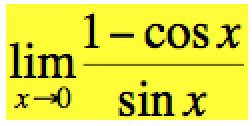 lim x→0 (1 − cos x) / (sin x)